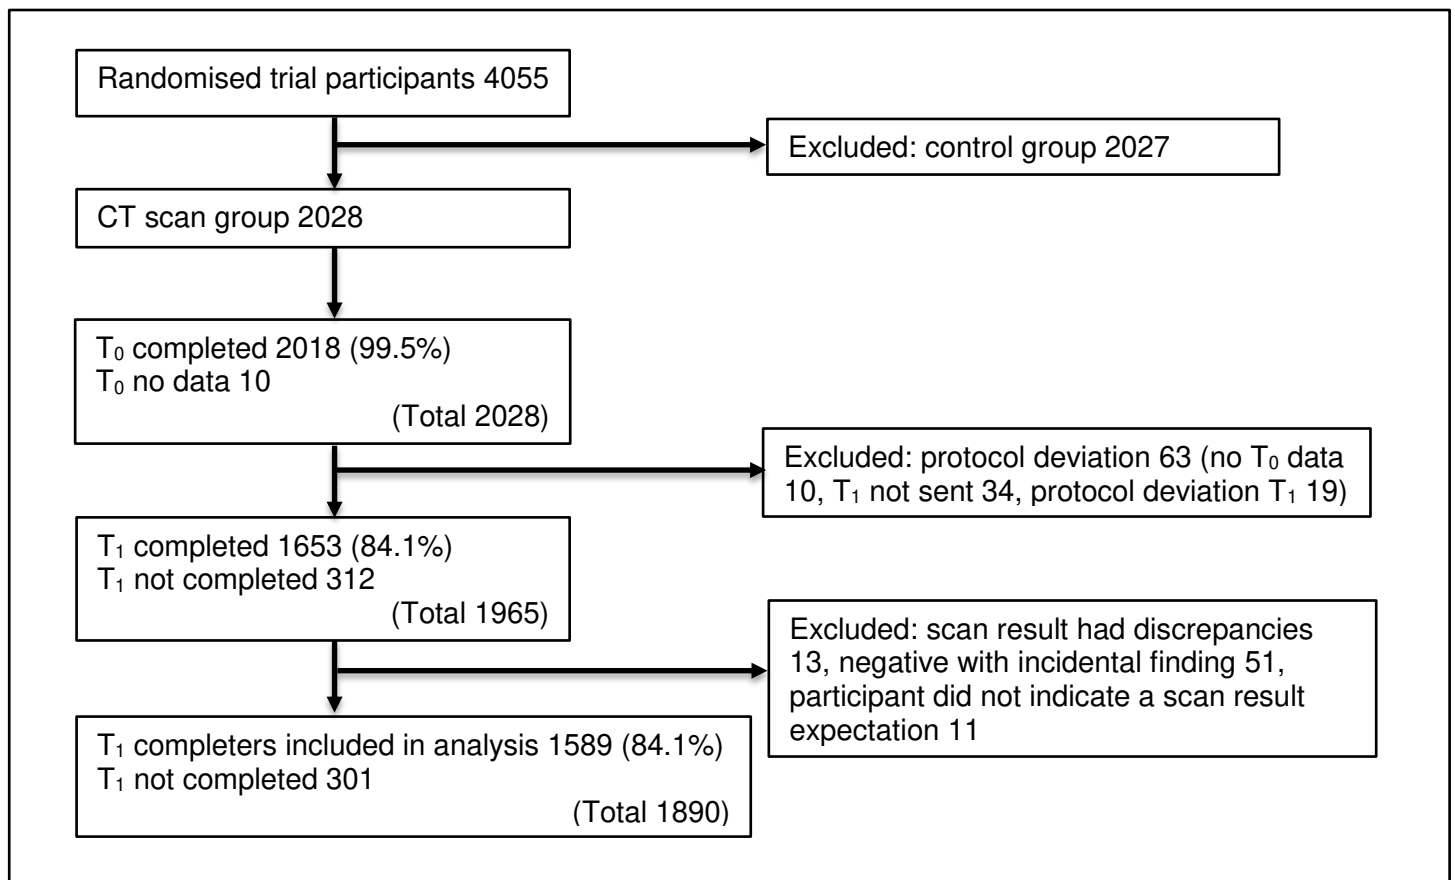 Randomised trial participants 4055
Excluded: control group 2027
CT scan group 2028
T₀ completed 2018 (99.5%)
T₀ no data 10
(Total 2028)
Excluded: protocol deviation 63 (no T₀ data
10, T₁ not sent 34, protocol deviation T₁ 19)
T₁ completed 1653 (84.1%)
T₁ not completed 312
(Total 1965)
Excluded: scan result had discrepancies
13, negative with incidental finding 51,
participant did not indicate a scan result
expectation 11
T₁ completers included in analysis 1589 (84.1%)
T₁ not completed 301
(Total 1890)